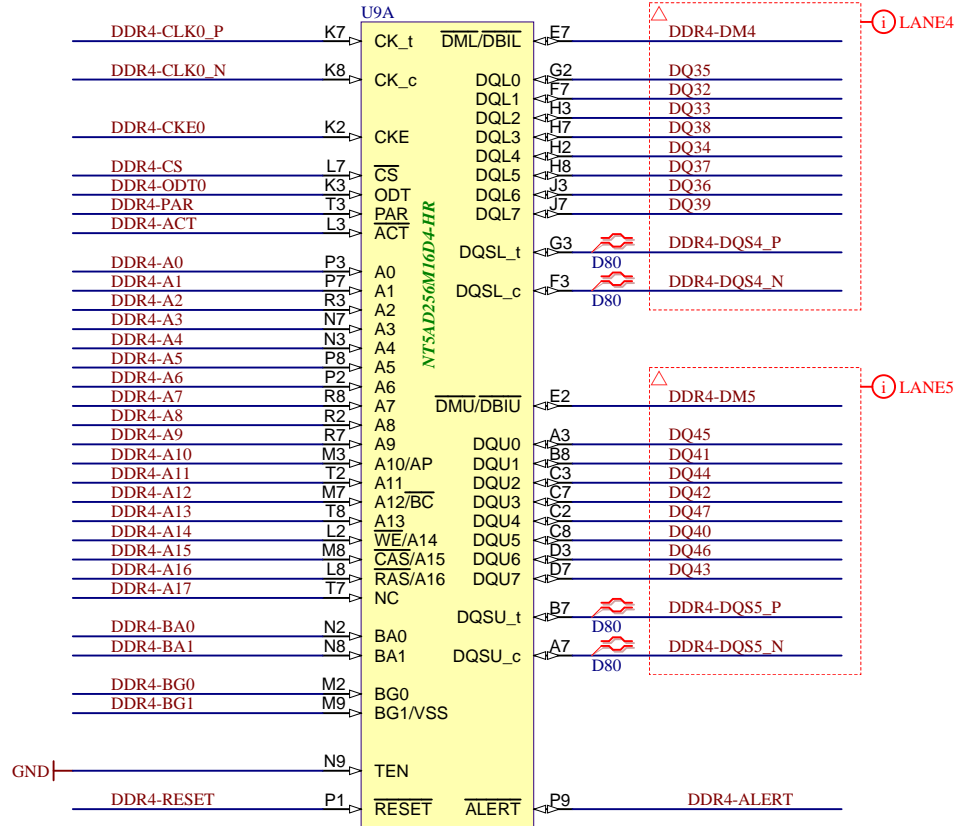 U9A
DDR4-CLK0_P K7 CK_t DML/DBIL E7 DDR4-DM4 LANE4
DDR4-CLK0_N K8 CK_c DQL0 G2 DQ35
DQL1 F7 DQ32
DQL2 H3 DQ33
DDR4-CKE0 K2 CKE DQL3 H7 DQ38
DQL4 H2 DQ34
DDR4-CS L7 CS DQL5 H8 DQ37
DDR4-ODT0 K3 ODT DQL6 J3 DQ36
DDR4-PAR T3 PAR DQL7 J7 DQ39
DDR4-ACT L3 ACT
DQSL_t G3 D80 DDR4-DQS4_P
DDR4-A0 P3 A0
DDR4-A1 P7 A1 DQSL_c F3 D80 DDR4-DQS4_N
DDR4-A2 R3 A2
DDR4-A3 N7 A3
DDR4-A4 N3 A4
DDR4-A5 P8 A5
DDR4-A6 P2 A6
NT5AD256M16D4-HR
DDR4-A7 R8 A7 DMU/DBIU E2 DDR4-DM5 LANE5
DDR4-A8 R2 A8
DDR4-A9 R7 A9 DQU0 A3 DQ45
DDR4-A10 M3 A10/AP DQU1 B8 DQ41
DDR4-A11 T2 A11 DQU2 C3 DQ44
DDR4-A12 M7 A12/BC DQU3 C7 DQ42
DDR4-A13 T8 A13 DQU4 C2 DQ47
DDR4-A14 L2 WE/A14 DQU5 C8 DQ40
DDR4-A15 M8 CAS/A15 DQU6 D3 DQ46
DDR4-A16 L8 RAS/A16 DQU7 D7 DQ43
DDR4-A17 T7 NC
DQSU_t B7 D80 DDR4-DQS5_P
DDR4-BA0 N2 BA0
DDR4-BA1 N8 BA1 DQSU_c A7 D80 DDR4-DQS5_N
DDR4-BG0 M2 BG0
DDR4-BG1 M9 BG1/VSS
GND N9 TEN
DDR4-RESET P1 RESET ALERT P9 DDR4-ALERT